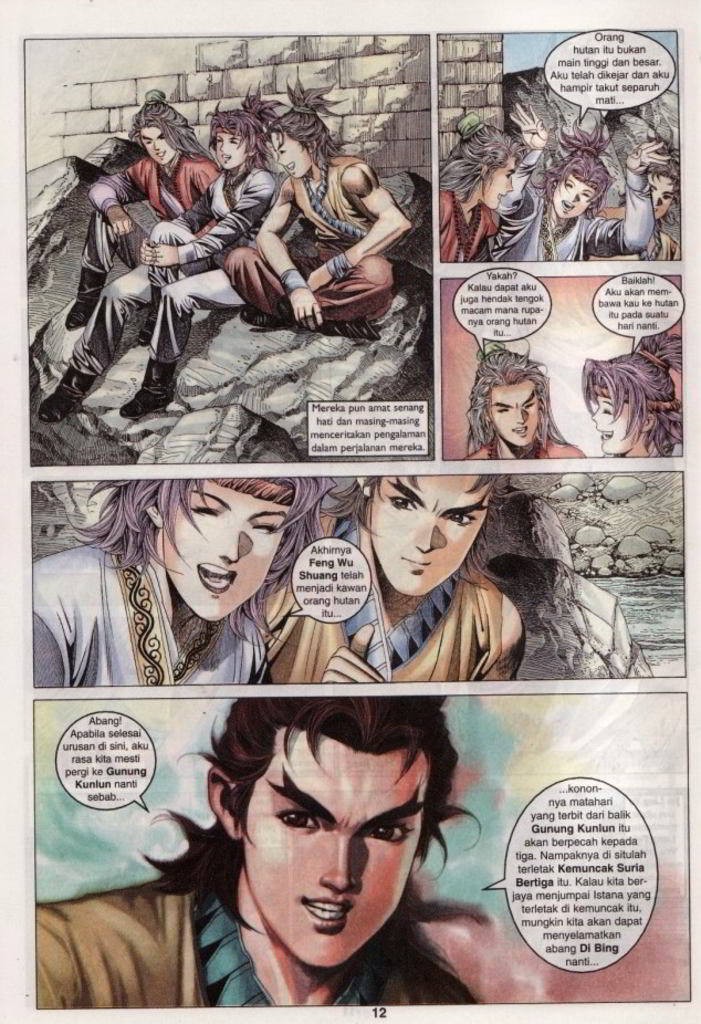 Mereka pun amat senang
hati dan masing-masing
menceritakan pengalaman
dalam perjalanan mereka.
Orang
hutan itu bukan
main tinggi dan besar.
Aku telah dikejar dan aku
hampir takut separuh
mati...
Yakah?
Kalau dapat aku
juga hendak tengok
macam mana rupa-
nya orang hutan
itu...
Baiklah!
Aku akan mem-
bawa kau ke hutan
itu pada suatu
hari nanti.
Akhirnya
Feng Wu
Shuang telah
menjadi kawan
orang hutan
itu...
Abang!
Apabila selesai
urusan di sini, aku
rasa kita mesti
pergi ke Gunung
Kunlun nanti
sebab...
...konon-
nya matahari
yang terbit dari balik
Gunung Kunlun itu
akan berpecah kepada
tiga. Nampaknya di situlah
terletak Kemuncak Suria
Bertiga itu. Kalau kita ber-
jaya menjumpai Istana yang
terletak di kemuncak itu,
mungkin kita akan dapat
menyelamatkan
abang Di Bing
nanti...
12